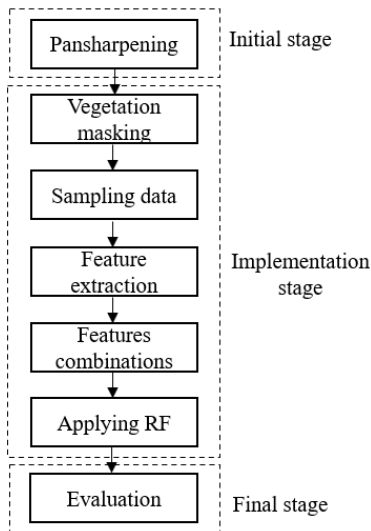 Pansharpening
Initial stage
Vegetation
masking
Sampling data
Feature
extraction
Implementation
stage
Features
combinations
Applying RF
Evaluation
Final stage